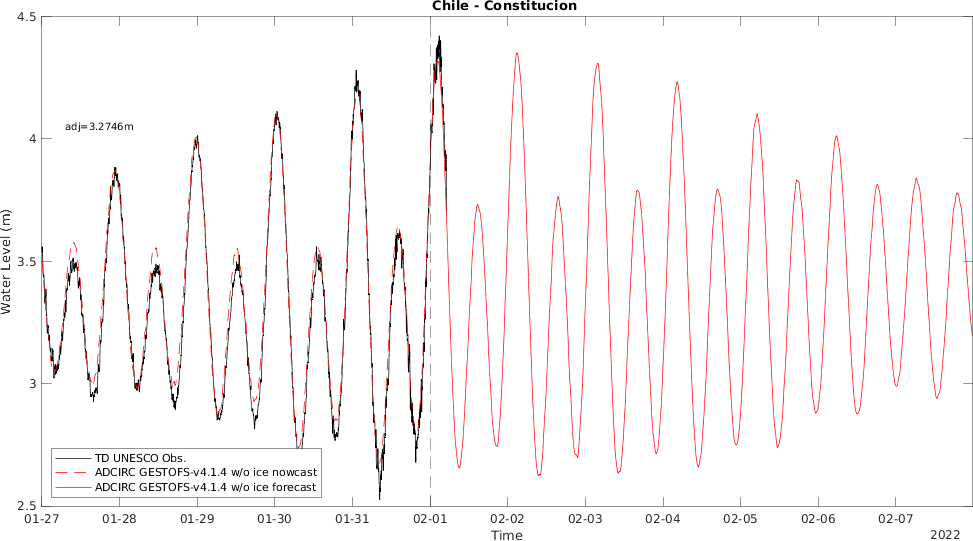 Chile - Constitucion
4.5
4
3.5
3
2.5
Water Level (m)
adj=3.2746m
TD UNESCO Obs.
ADCIRC GESTOFS-v4.1.4 w/o ice nowcast
ADCIRC GESTOFS-v4.1.4 w/o ice forecast
01-27 01-28 01-29 01-30 01-31 02-01 02-02 02-03 02-04 02-05 02-06 02-07
Time
2022